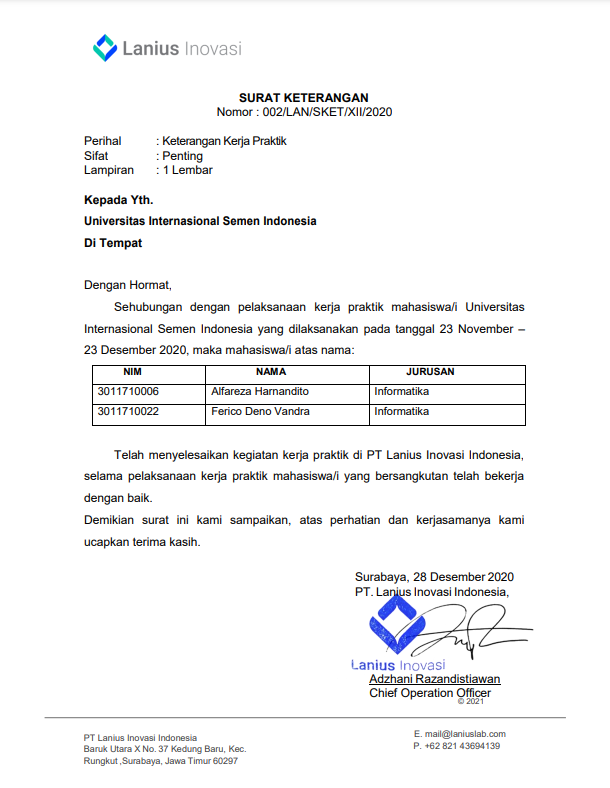 Lanius Inovasi
SURAT KETERANGAN
Nomor : 002/LAN/SKET/XII/2020
Perihal : Keterangan Kerja Praktik
Sifat : Penting
Lampiran : 1 Lembar
Kepada Yth.
Universitas Internasional Semen Indonesia
Di Tempat
Dengan Hormat,
Sehubungan dengan pelaksanaan kerja praktik mahasiswa/i Universitas
Internasional Semen Indonesia yang dilaksanakan pada tanggal 23 November –
23 Desember 2020, maka mahasiswa/i atas nama:
NIM NAMA JURUSAN
3011710006 Alfareza Harnandito Informatika
3011710022 Ferico Deno Vandra Informatika
Telah menyelesaikan kegiatan kerja praktik di PT Lanius Inovasi Indonesia,
selama pelaksanaan kerja praktik mahasiswa/i yang bersangkutan telah bekerja
dengan baik.
Demikian surat ini kami sampaikan, atas perhatian dan kerjasamanya kami
ucapkan terima kasih.
Surabaya, 28 Desember 2020
PT. Lanius Inovasi Indonesia,
Lanius Inovasi
Adzhani Razandistiawan
Chief Operation Officer
© 2021
PT Lanius Inovasi Indonesia
Baruk Utara X No. 37 Kedung Baru, Kec.
Rungkut ,Surabaya, Jawa Timur 60297
E. mail@laniuslab.com
P. +62 821 43694139